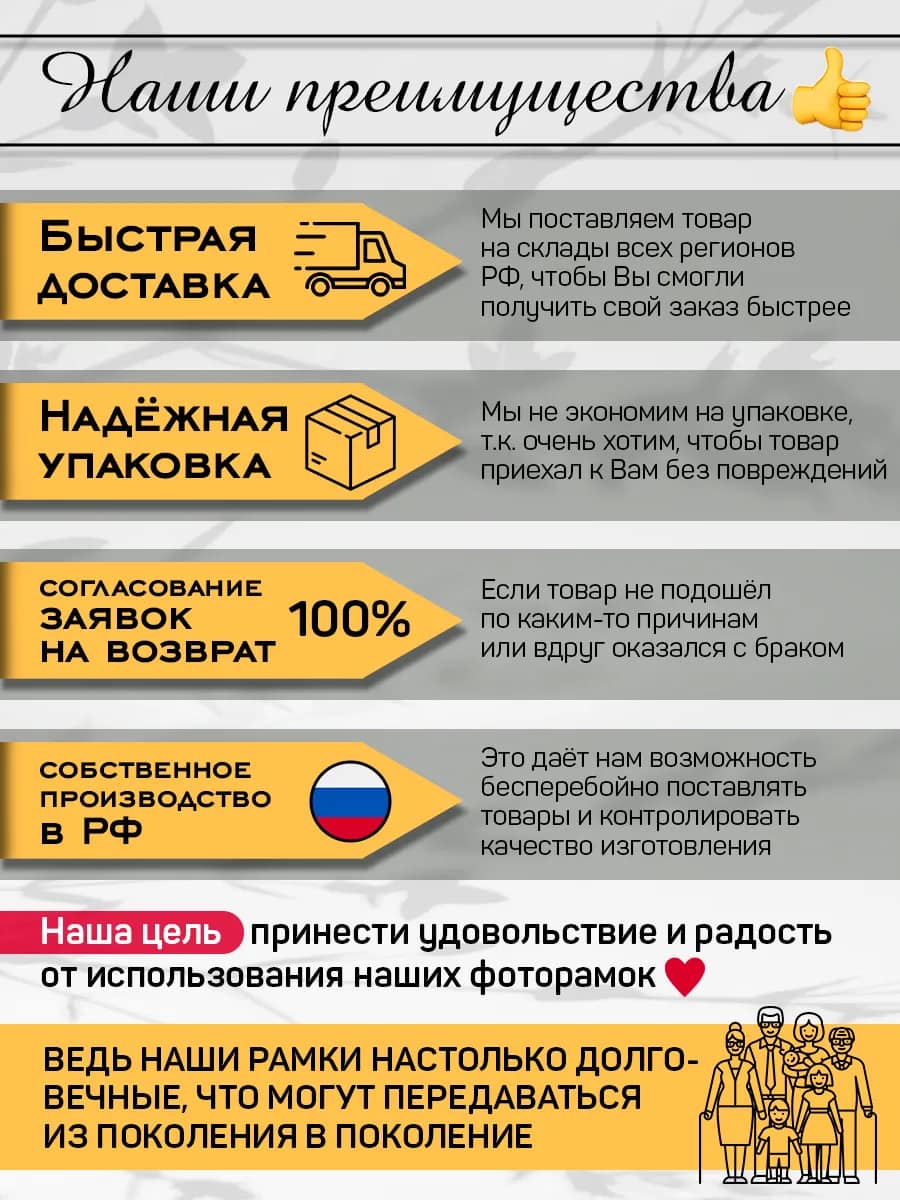 Наши преимущества
Быстрая
доставка
Мы поставляем товар
на склады всех регионов
РФ, чтобы Вы смогли
получить свой заказ быстрее
Надёжная
упаковка
Мы не экономим на упаковке,
т.к. очень хотим, чтобы товар
приехал к Вам без повреждений
согласование
заявок
на возврат
100%
Если товар не подошёл
по каким-то причинам
или вдруг оказался с браком
собственное
производство
в РФ
Это даёт нам возможность
бесперебойно поставлять
товары и контролировать
качество изготовления
Наша цель принести удовольствие и радость
от использования наших фоторамок
ВЕДЬ НАШИ РАМКИ НАСТОЛЬКО ДОЛГО-
ВЕЧНЫЕ, ЧТО МОГУТ ПЕРЕДАВАТЬСЯ
ИЗ ПОКОЛЕНИЯ В ПОКОЛЕНИЕ